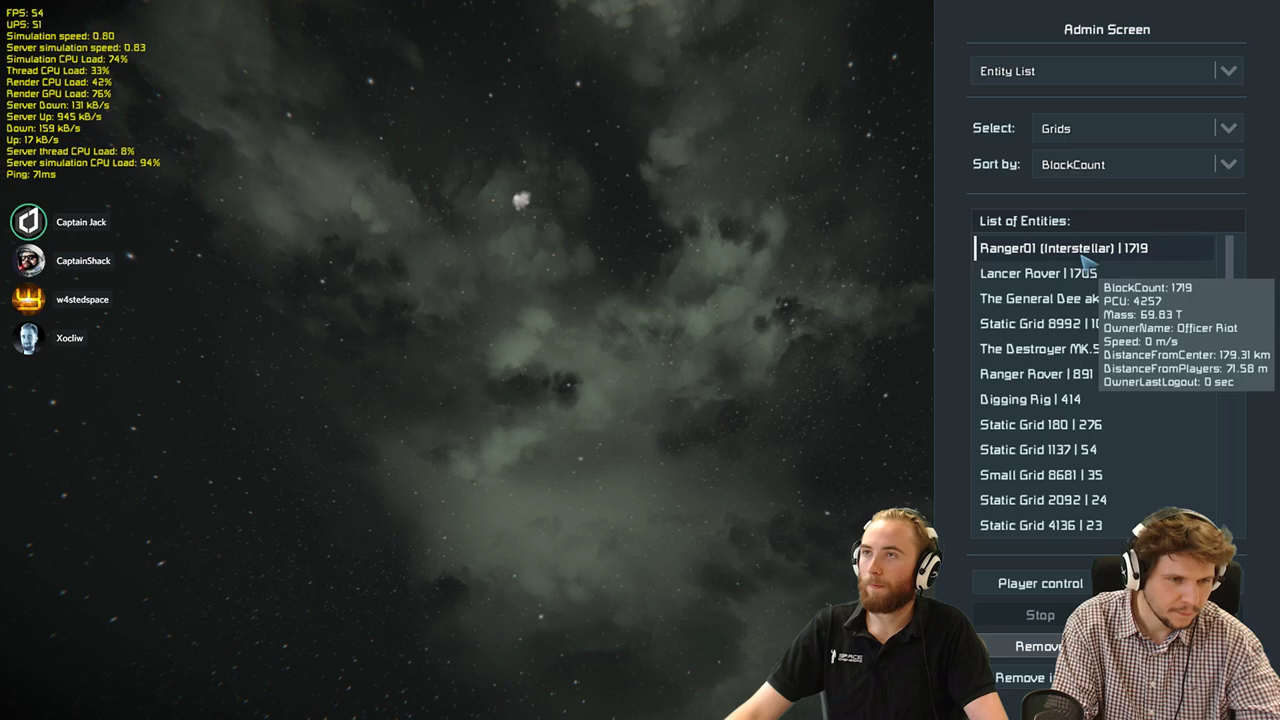 FPS: 54
UPS: 51
Simulation speed: 0.80
Server simulation speed: 0.83
Simulation CPU Load: 74%
Thread CPU Load: 33%
Render CPU Load: 42%
Render GPU Load: 76%
Server Down: 131 kB/s
Server Up: 945 kB/s
Down: 159 kB/s
Up: 17 kB/s
Server thread CPU Load: 8%
Server simulation CPU Load: 94%
Ping: 71ms
Captain Jack
CaptainShack
w4stedspace
Xocliw
Admin Screen
Entity List
Select: Grids
Sort by: BlockCount
List of Entities:
Ranger01 (Interstellar) | 1719
Lancer Rover | 1705
The General Dee ak
Static Grid 8992 | 10
The Destroyer MK.5
Ranger Rover | 891
Digging Rig | 414
Static Grid 180 | 276
Static Grid 1137 | 54
Small Grid 8681 | 35
Static Grid 2092 | 24
Static Grid 4136 | 23
BlockCount: 1719
PCU: 4257
Mass: 69.83 T
OwnerName: Officer Riot
Speed: 0 m/s
DistanceFromCenter: 179.31 km
DistanceFromPlayers: 71.58 m
OwnerLastLogout: 0 sec
Player control
Stop
Remove
Remove i
SPACE
ENGINEERS